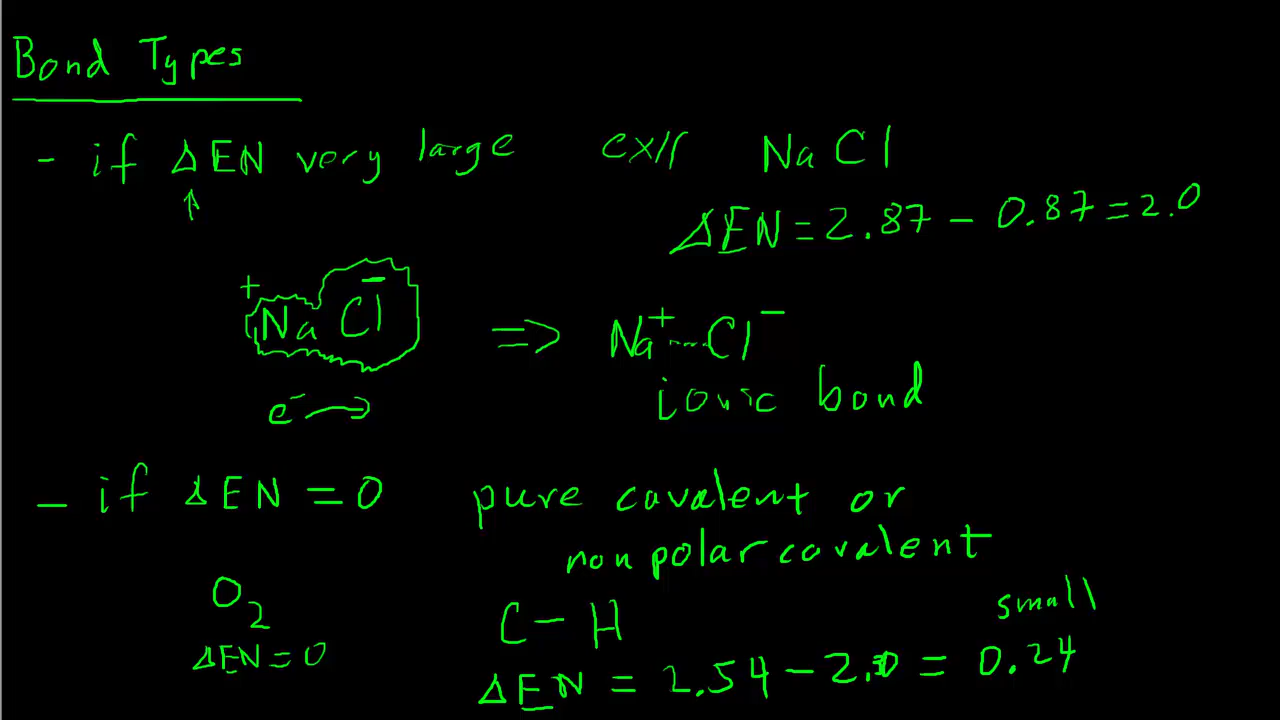 Bond Types
- if ΔEN very large ex// NaCl
↑
ΔEN = 2.87 - 0.87 = 2.0
+ -
NaCl => Na⁺....Cl⁻
e⁻ → ionic bond
- if ΔEN = 0 pure covalent or
nonpolar covalent
O₂ C-H small
ΔEN = 0 ΔEN = 2.54 - 2.30 = 0.24